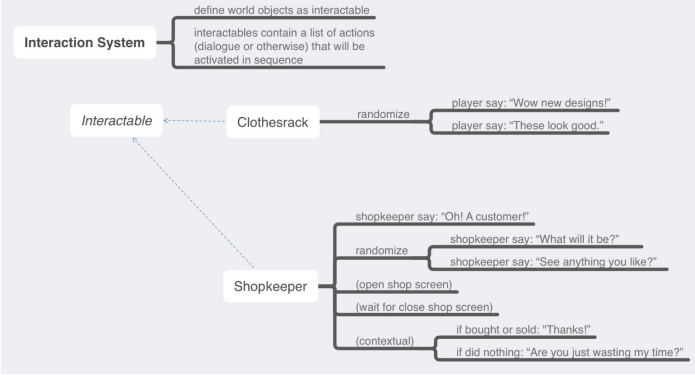 define world objects as interactable
Interaction System
interactables contain a list of actions
(dialogue or otherwise) that will be
activated in sequence
Interactable
Clothesrack
randomize
player say: “Wow new designs!”
player say: “These look good.”
Shopkeeper
shopkeeper say: “Oh! A customer!”
randomize
shopkeeper say: “What will it be?”
shopkeeper say: “See anything you like?”
(open shop screen)
(wait for close shop screen)
(contextual)
if bought or sold: "Thanks!”
if did nothing: “Are you just wasting my time?”